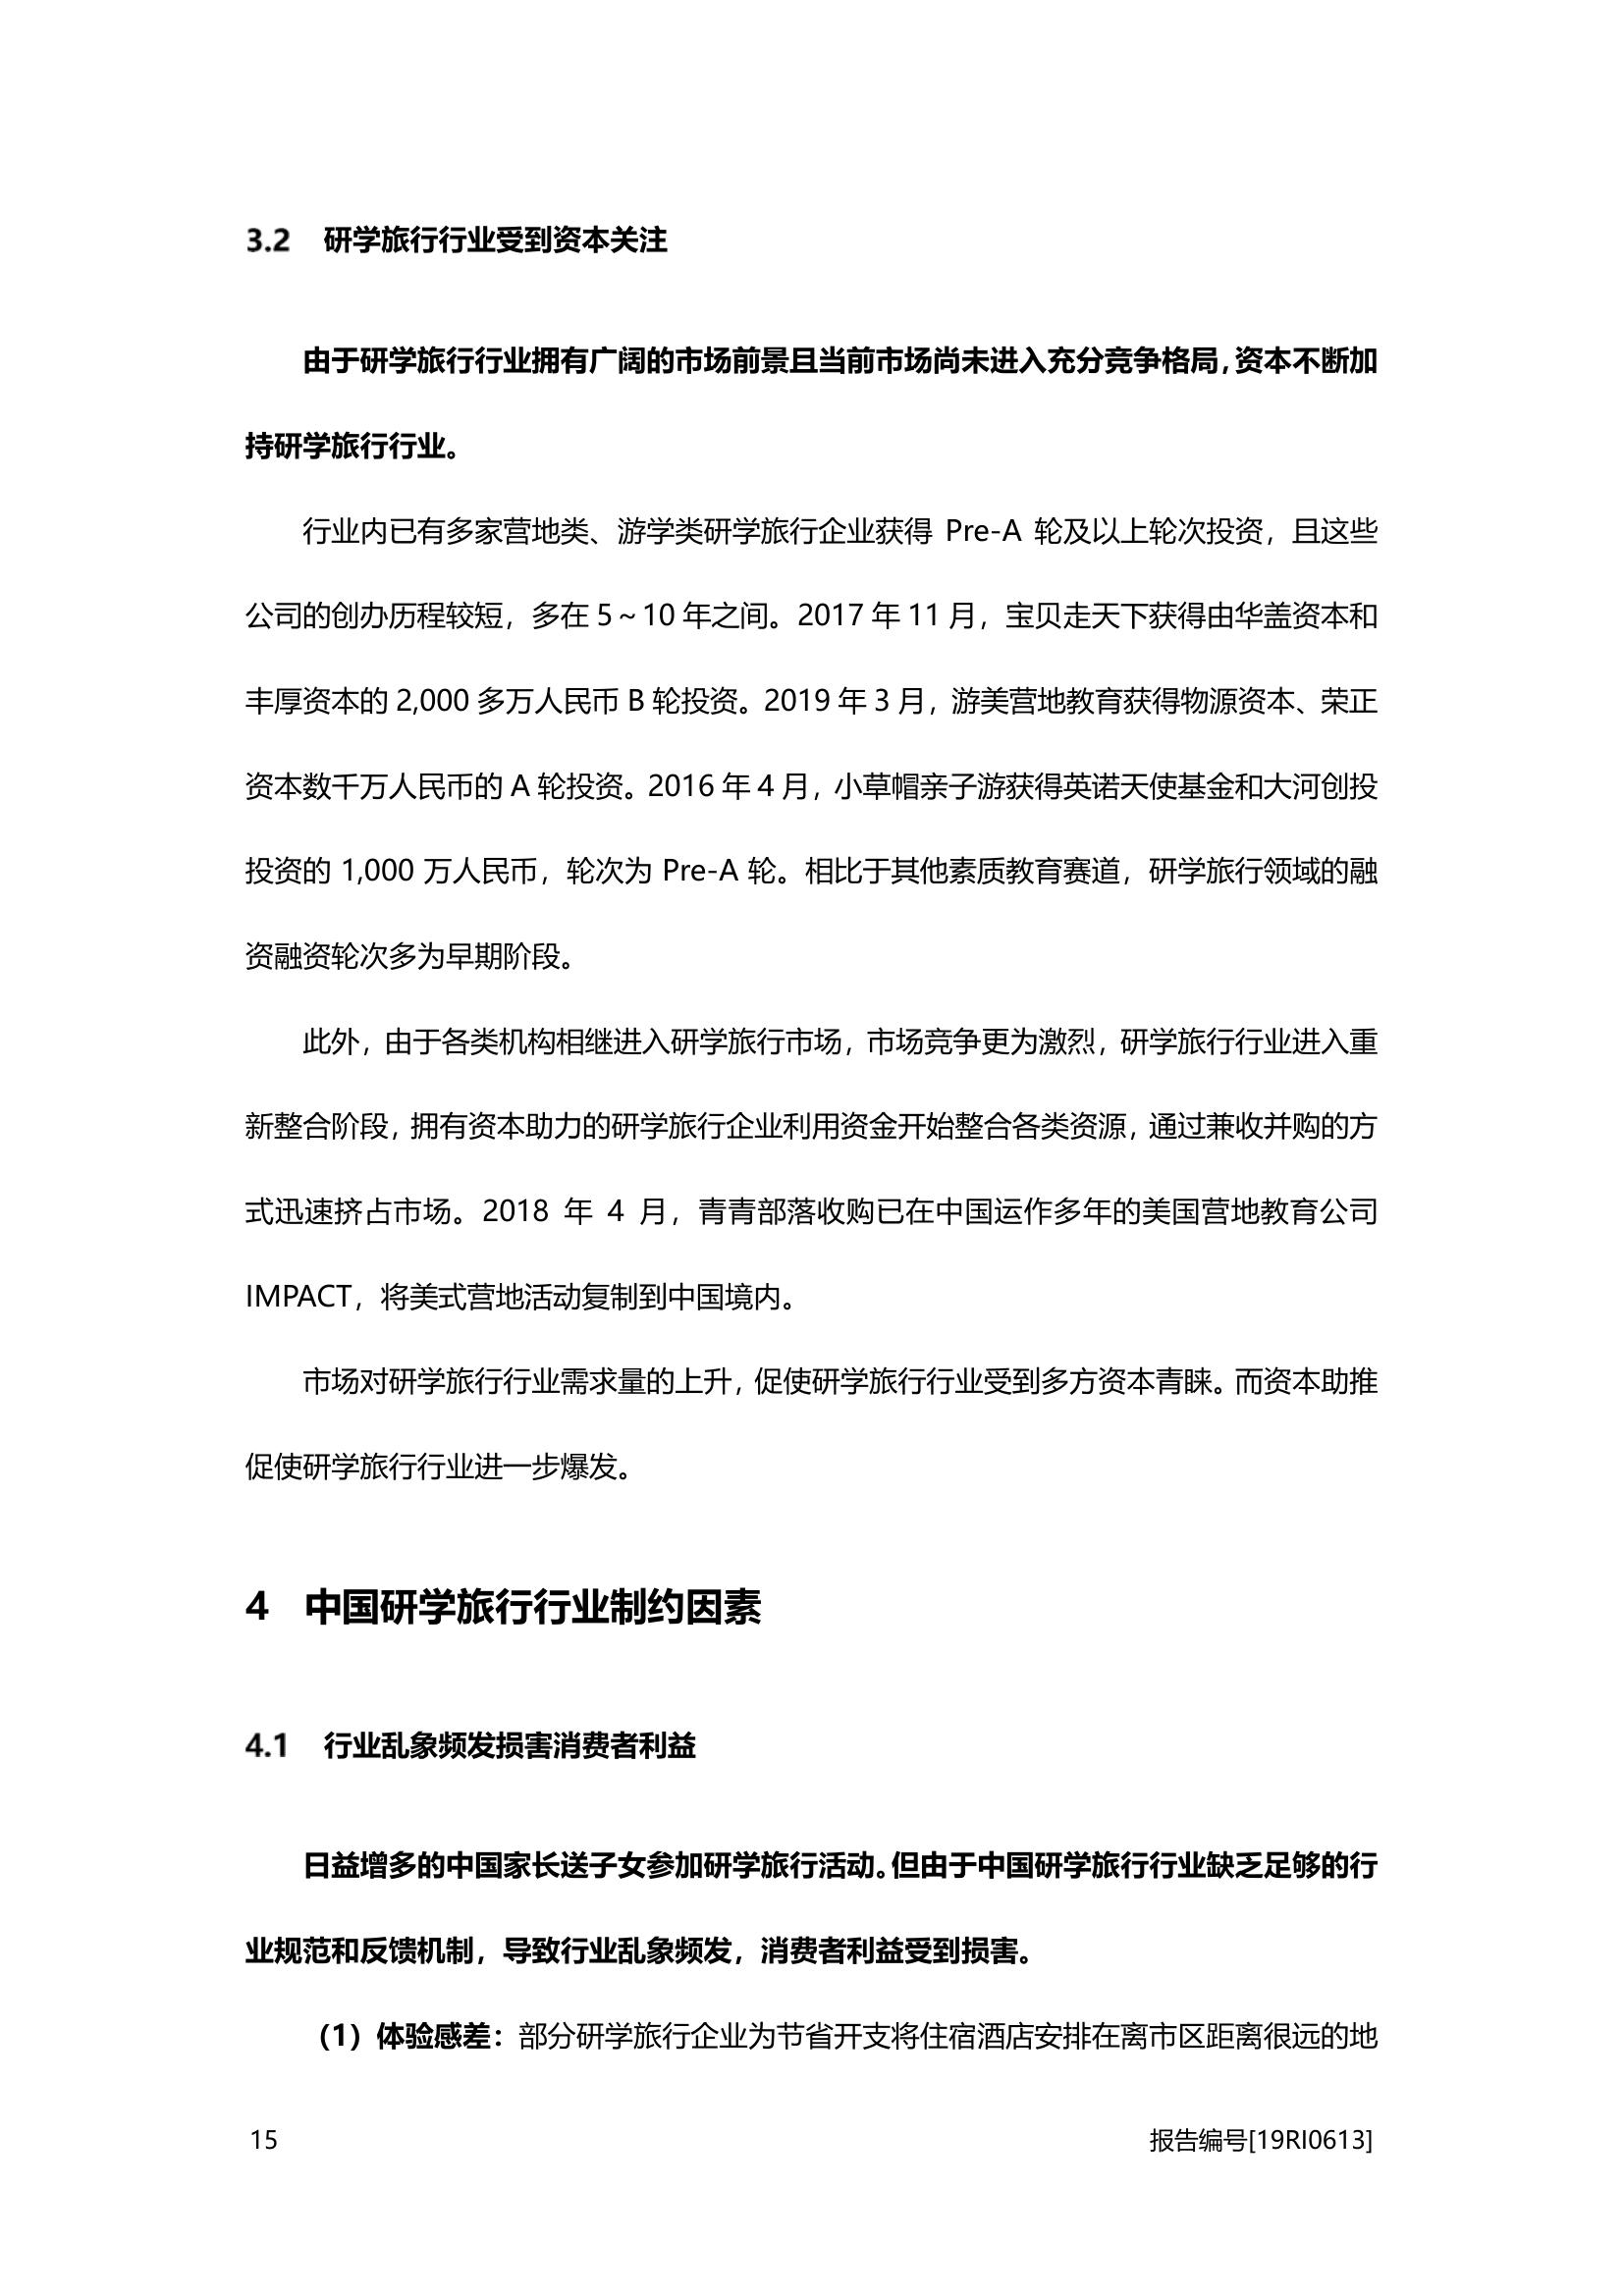 3.2 研学旅行行业受到资本关注
由于研学旅行行业拥有广阔的市场前景且当前市场尚未进入充分竞争格局，资本不断加
持研学旅行行业。
行业内已有多家营地类、游学类研学旅行企业获得 Pre-A 轮及以上轮次投资，且这些
公司的创办历程较短，多在 5～10 年之间。2017 年 11 月，宝贝走天下获得由华盖资本和
丰厚资本的 2,000 多万人民币 B 轮投资。2019 年 3 月，游美营地教育获得物源资本、荣正
资本数千万人民币的 A 轮投资。2016 年 4 月，小草帽亲子游获得英诺天使基金和大河创投
投资的 1,000 万人民币，轮次为 Pre-A 轮。相比于其他素质教育赛道，研学旅行领域的融
资融资轮次多为早期阶段。
此外，由于各类机构相继进入研学旅行市场，市场竞争更为激烈，研学旅行行业进入重
新整合阶段，拥有资本助力的研学旅行企业利用资金开始整合各类资源，通过兼收并购的方
式迅速挤占市场。2018 年 4 月，青青部落收购已在中国运作多年的美国营地教育公司
IMPACT，将美式营地活动复制到中国境内。
市场对研学旅行行业需求量的上升，促使研学旅行行业受到多方资本青睐。而资本助推
促使研学旅行行业进一步爆发。
4 中国研学旅行行业制约因素
4.1 行业乱象频发损害消费者利益
日益增多的中国家长送子女参加研学旅行活动。但由于中国研学旅行行业缺乏足够的行
业规范和反馈机制，导致行业乱象频发，消费者利益受到损害。
（1）体验感差：部分研学旅行企业为节省开支将住宿酒店安排在离市区距离很远的地
15 报告编号[19RI0613]